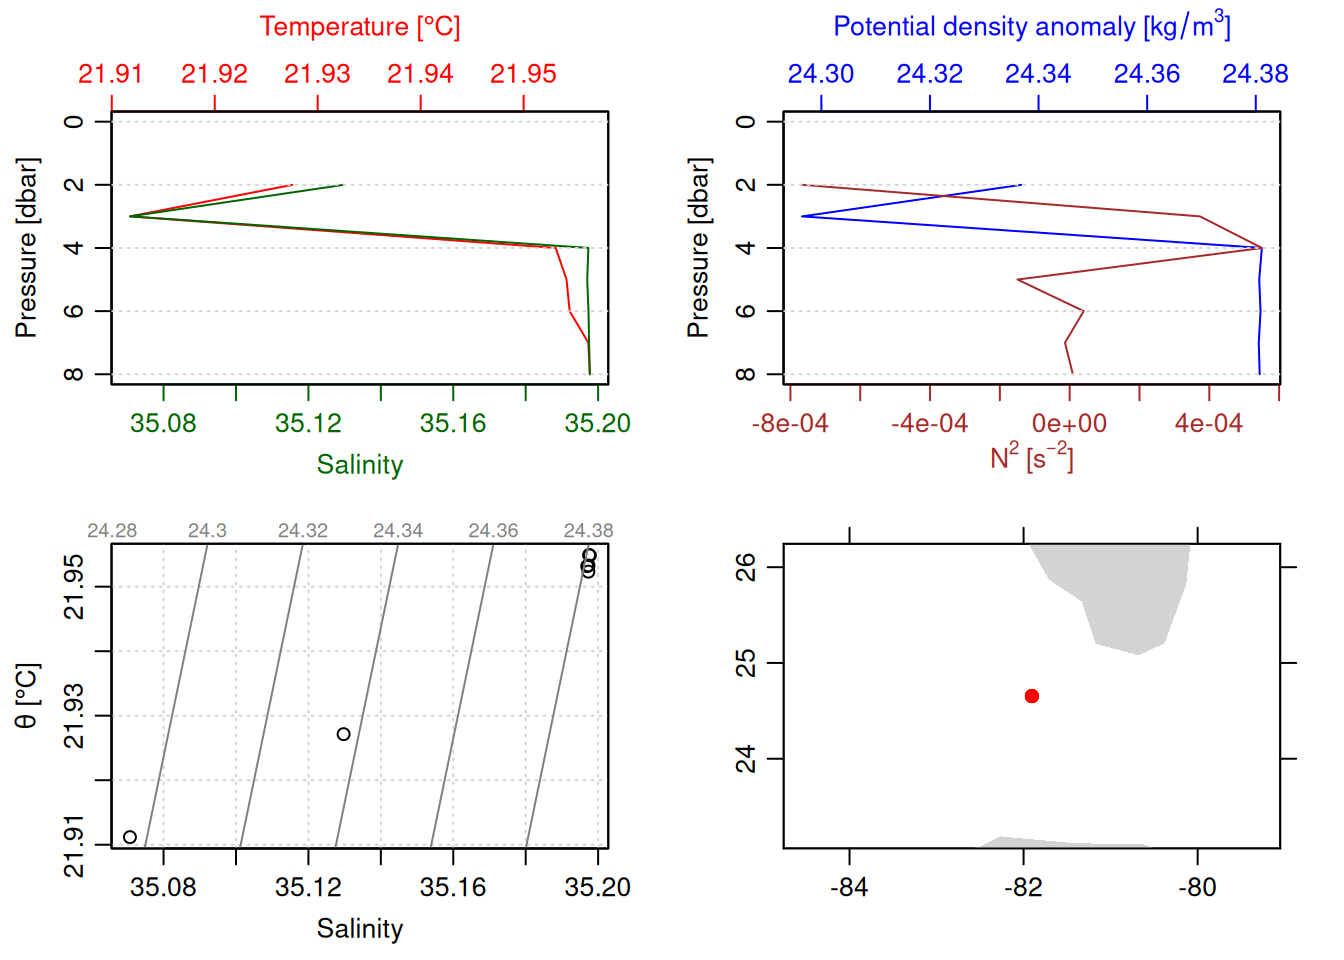 Temperature [°C]
21.91 21.92 21.93 21.94 21.95
0
2
4
6
8
Pressure [dbar]
35.08 35.12 35.16 35.20
Salinity
Potential density anomaly [kg/m³]
24.30 24.32 24.34 24.36 24.38
0
2
4
6
8
Pressure [dbar]
-8e-04 -4e-04 0e+00 4e-04
N² [s⁻²]
24.28 24.3 24.32 24.34 24.36 24.38
21.95
21.93
21.91
θ [°C]
35.08 35.12 35.16 35.20
Salinity
26
25
24
-84 -82 -80